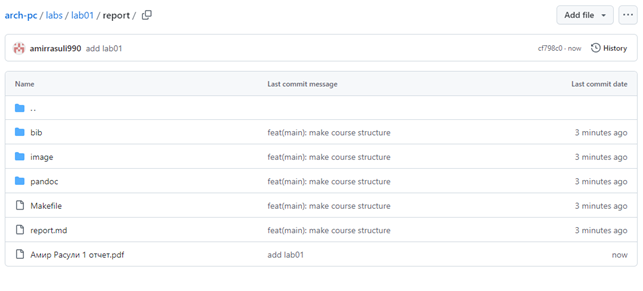 arch-pc / labs / lab01 / report /
Add file
amirrasuli990 add lab01
cf798c0 · now
History
Name Last commit message Last commit date
..
bib feat(main): make course structure 3 minutes ago
image feat(main): make course structure 3 minutes ago
pandoc feat(main): make course structure 3 minutes ago
Makefile feat(main): make course structure 3 minutes ago
report.md feat(main): make course structure 3 minutes ago
Амир Расули 1 отчет.pdf add lab01 now